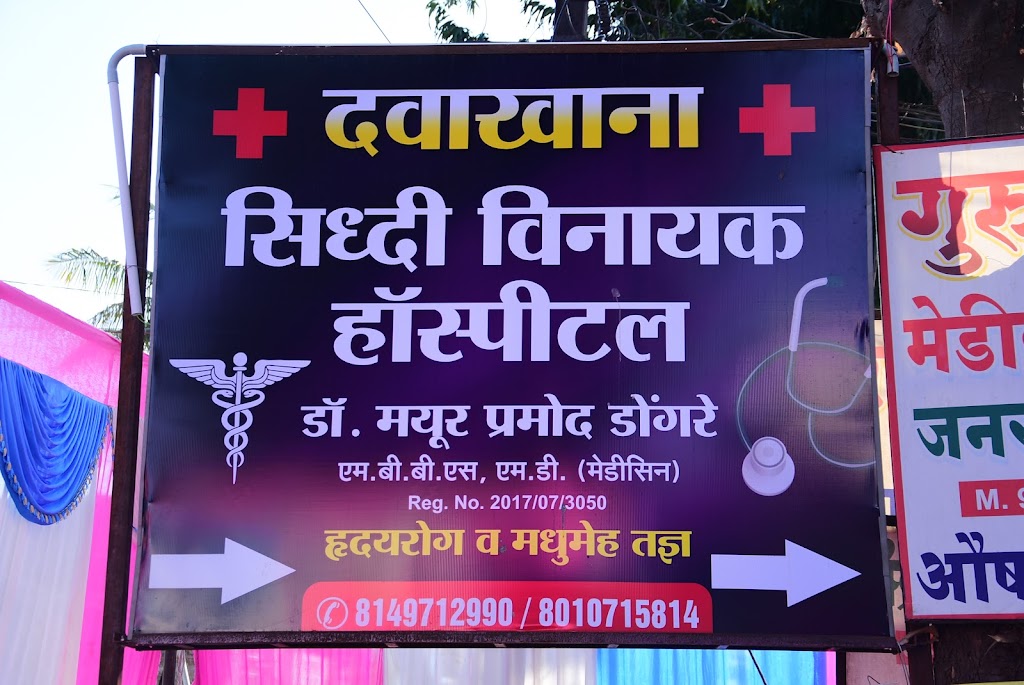 दवाखाना
सिध्दी विनायक
हॉस्पीटल
डॉ. मयूर प्रमोद डोंगरे
एम.बी.बी.एस, एम.डी. (मेडीसिन)
Reg. No. 2017/07/3050
हृदयरोग व मधुमेह तज्ञ
8149712990 / 8010715814